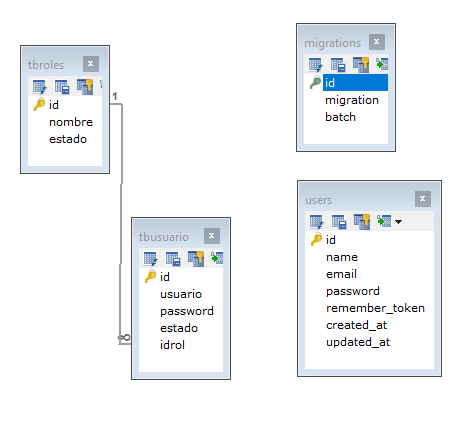 tbroles
id
nombre
estado
1
∞
tbusuario
id
usuario
password
estado
idrol
migrations
id
migration
batch
users
id
name
email
password
remember_token
created_at
updated_at